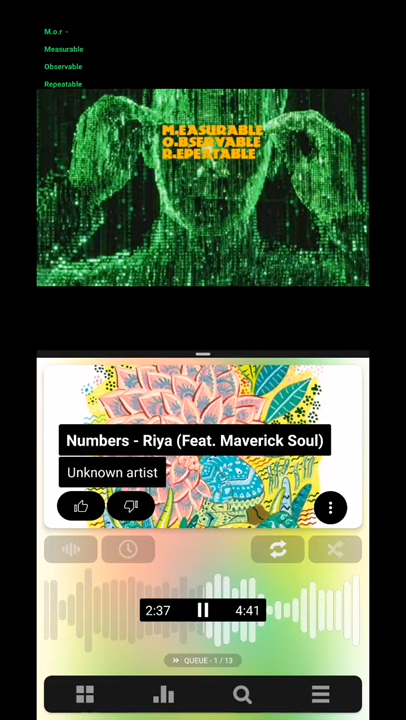 M.o.r -
Measurable
Observable
Repeatable
M.EASURABLE
O.BSERVABLE
R.EPEATABLE
Numbers - Riya (Feat. Maverick Soul)
Unknown artist
2:37
4:41
QUEUE - 1 / 13